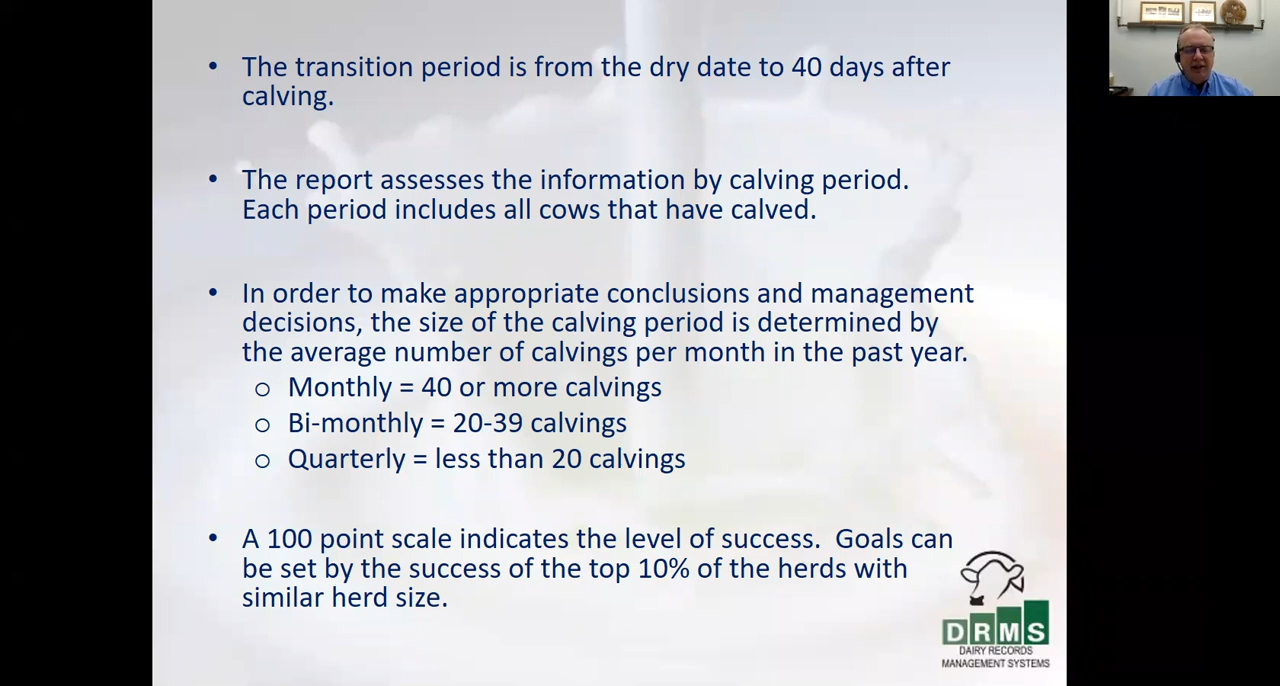 • The transition period is from the dry date to 40 days after
calving.
• The report assesses the information by calving period.
Each period includes all cows that have calved.
• In order to make appropriate conclusions and management
decisions, the size of the calving period is determined by
the average number of calvings per month in the past year.
o Monthly = 40 or more calvings
o Bi-monthly = 20-39 calvings
o Quarterly = less than 20 calvings
• A 100 point scale indicates the level of success.  Goals can
be set by the success of the top 10% of the herds with
similar herd size.
DRMS
DAIRY RECORDS
MANAGEMENT SYSTEMS